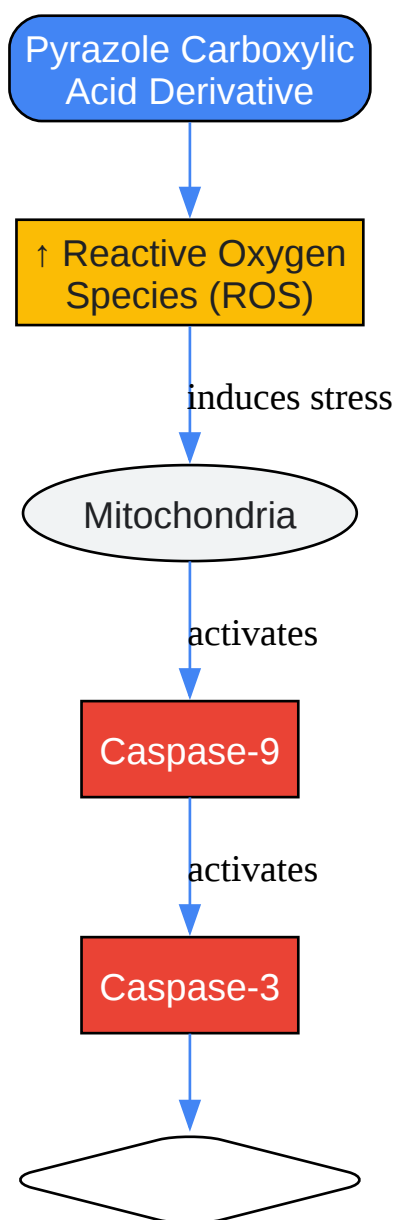 Pyrazole Carboxylic
Acid Derivative
↑ Reactive Oxygen
Species (ROS)
induces stress
Mitochondria
activates
Caspase-9
activates
Caspase-3